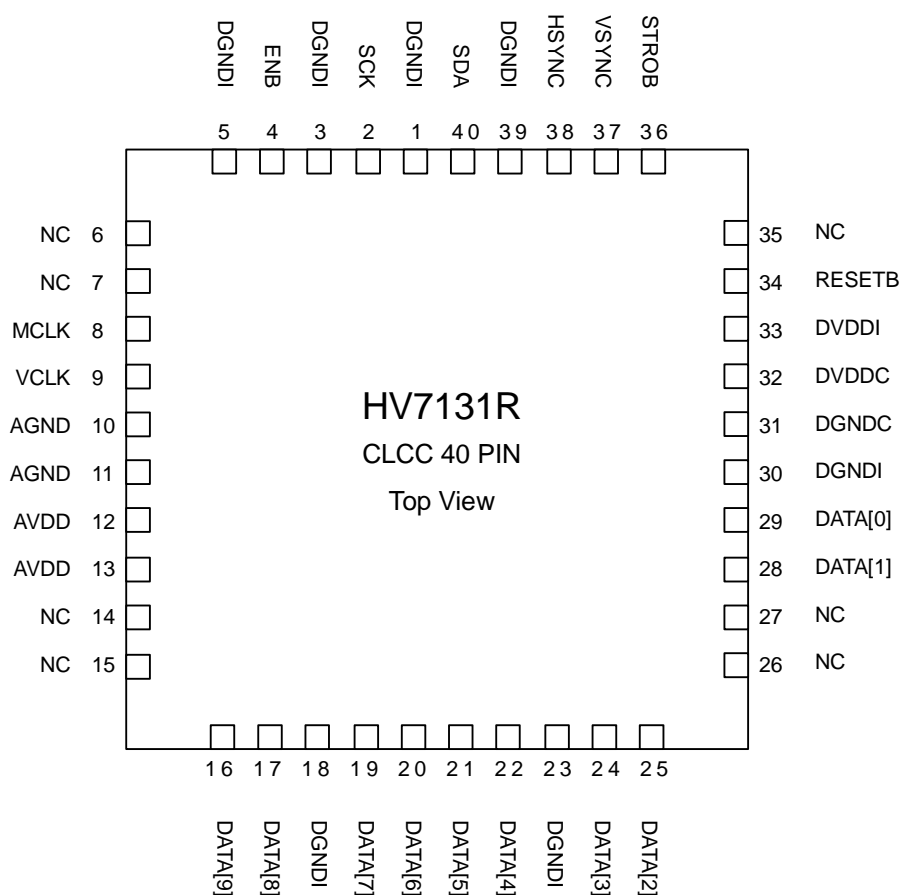 DGNDI ENB DGNDI SCK DGNDI SDA DGNDI HSYNC VSYNC STROB
5 4 3 2 1 40 39 38 37 36
NC 6 35 NC
NC 7 34 RESETB
MCLK 8 33 DVDDI
VCLK 9 32 DVDDC
AGND 10 31 DGNDC
AGND 11 30 DGNDI
AVDD 12 29 DATA[0]
AVDD 13 28 DATA[1]
NC 14 27 NC
NC 15 26 NC
HV7131R
CLCC 40 PIN
Top View
16 17 18 19 20 21 22 23 24 25
DATA[9] DATA[8] DGNDI DATA[7] DATA[6] DATA[5] DATA[4] DGNDI DATA[3] DATA[2]